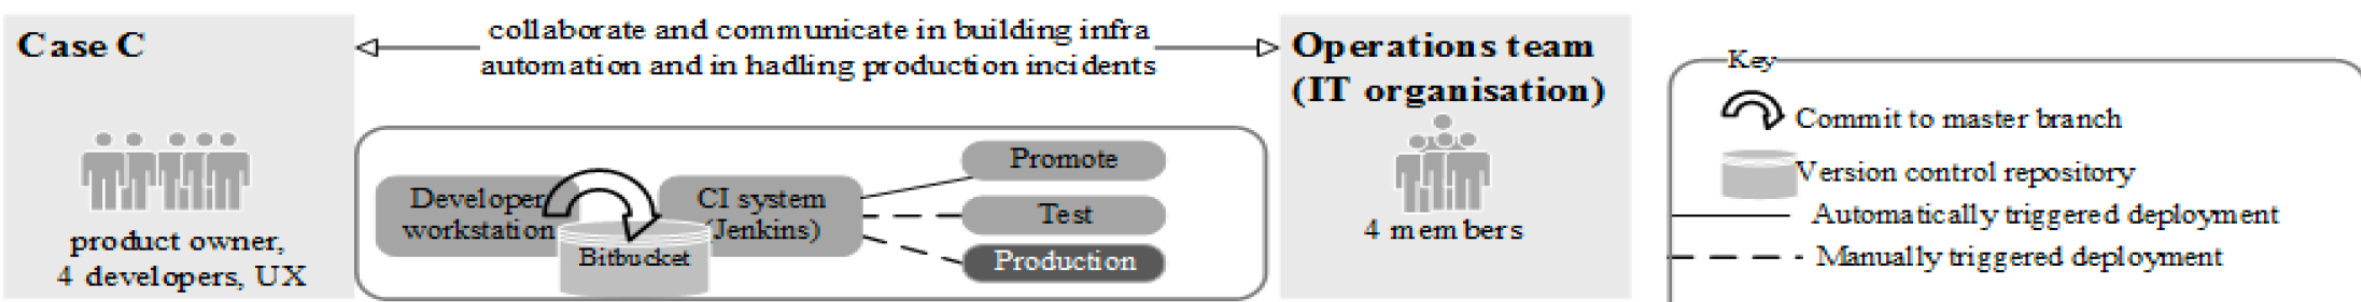 Case C
product owner,
4 developers, UX
collaborate and communicate in building infra
automation and in hadling production incidents
Developer
workstation
Bitbucket
CI system
(Jenkins)
Promote
Test
Production
Operations team
(IT organisation)
4 members
Key
Commit to master branch
Version control repository
Automatically triggered deployment
Manually triggered deployment